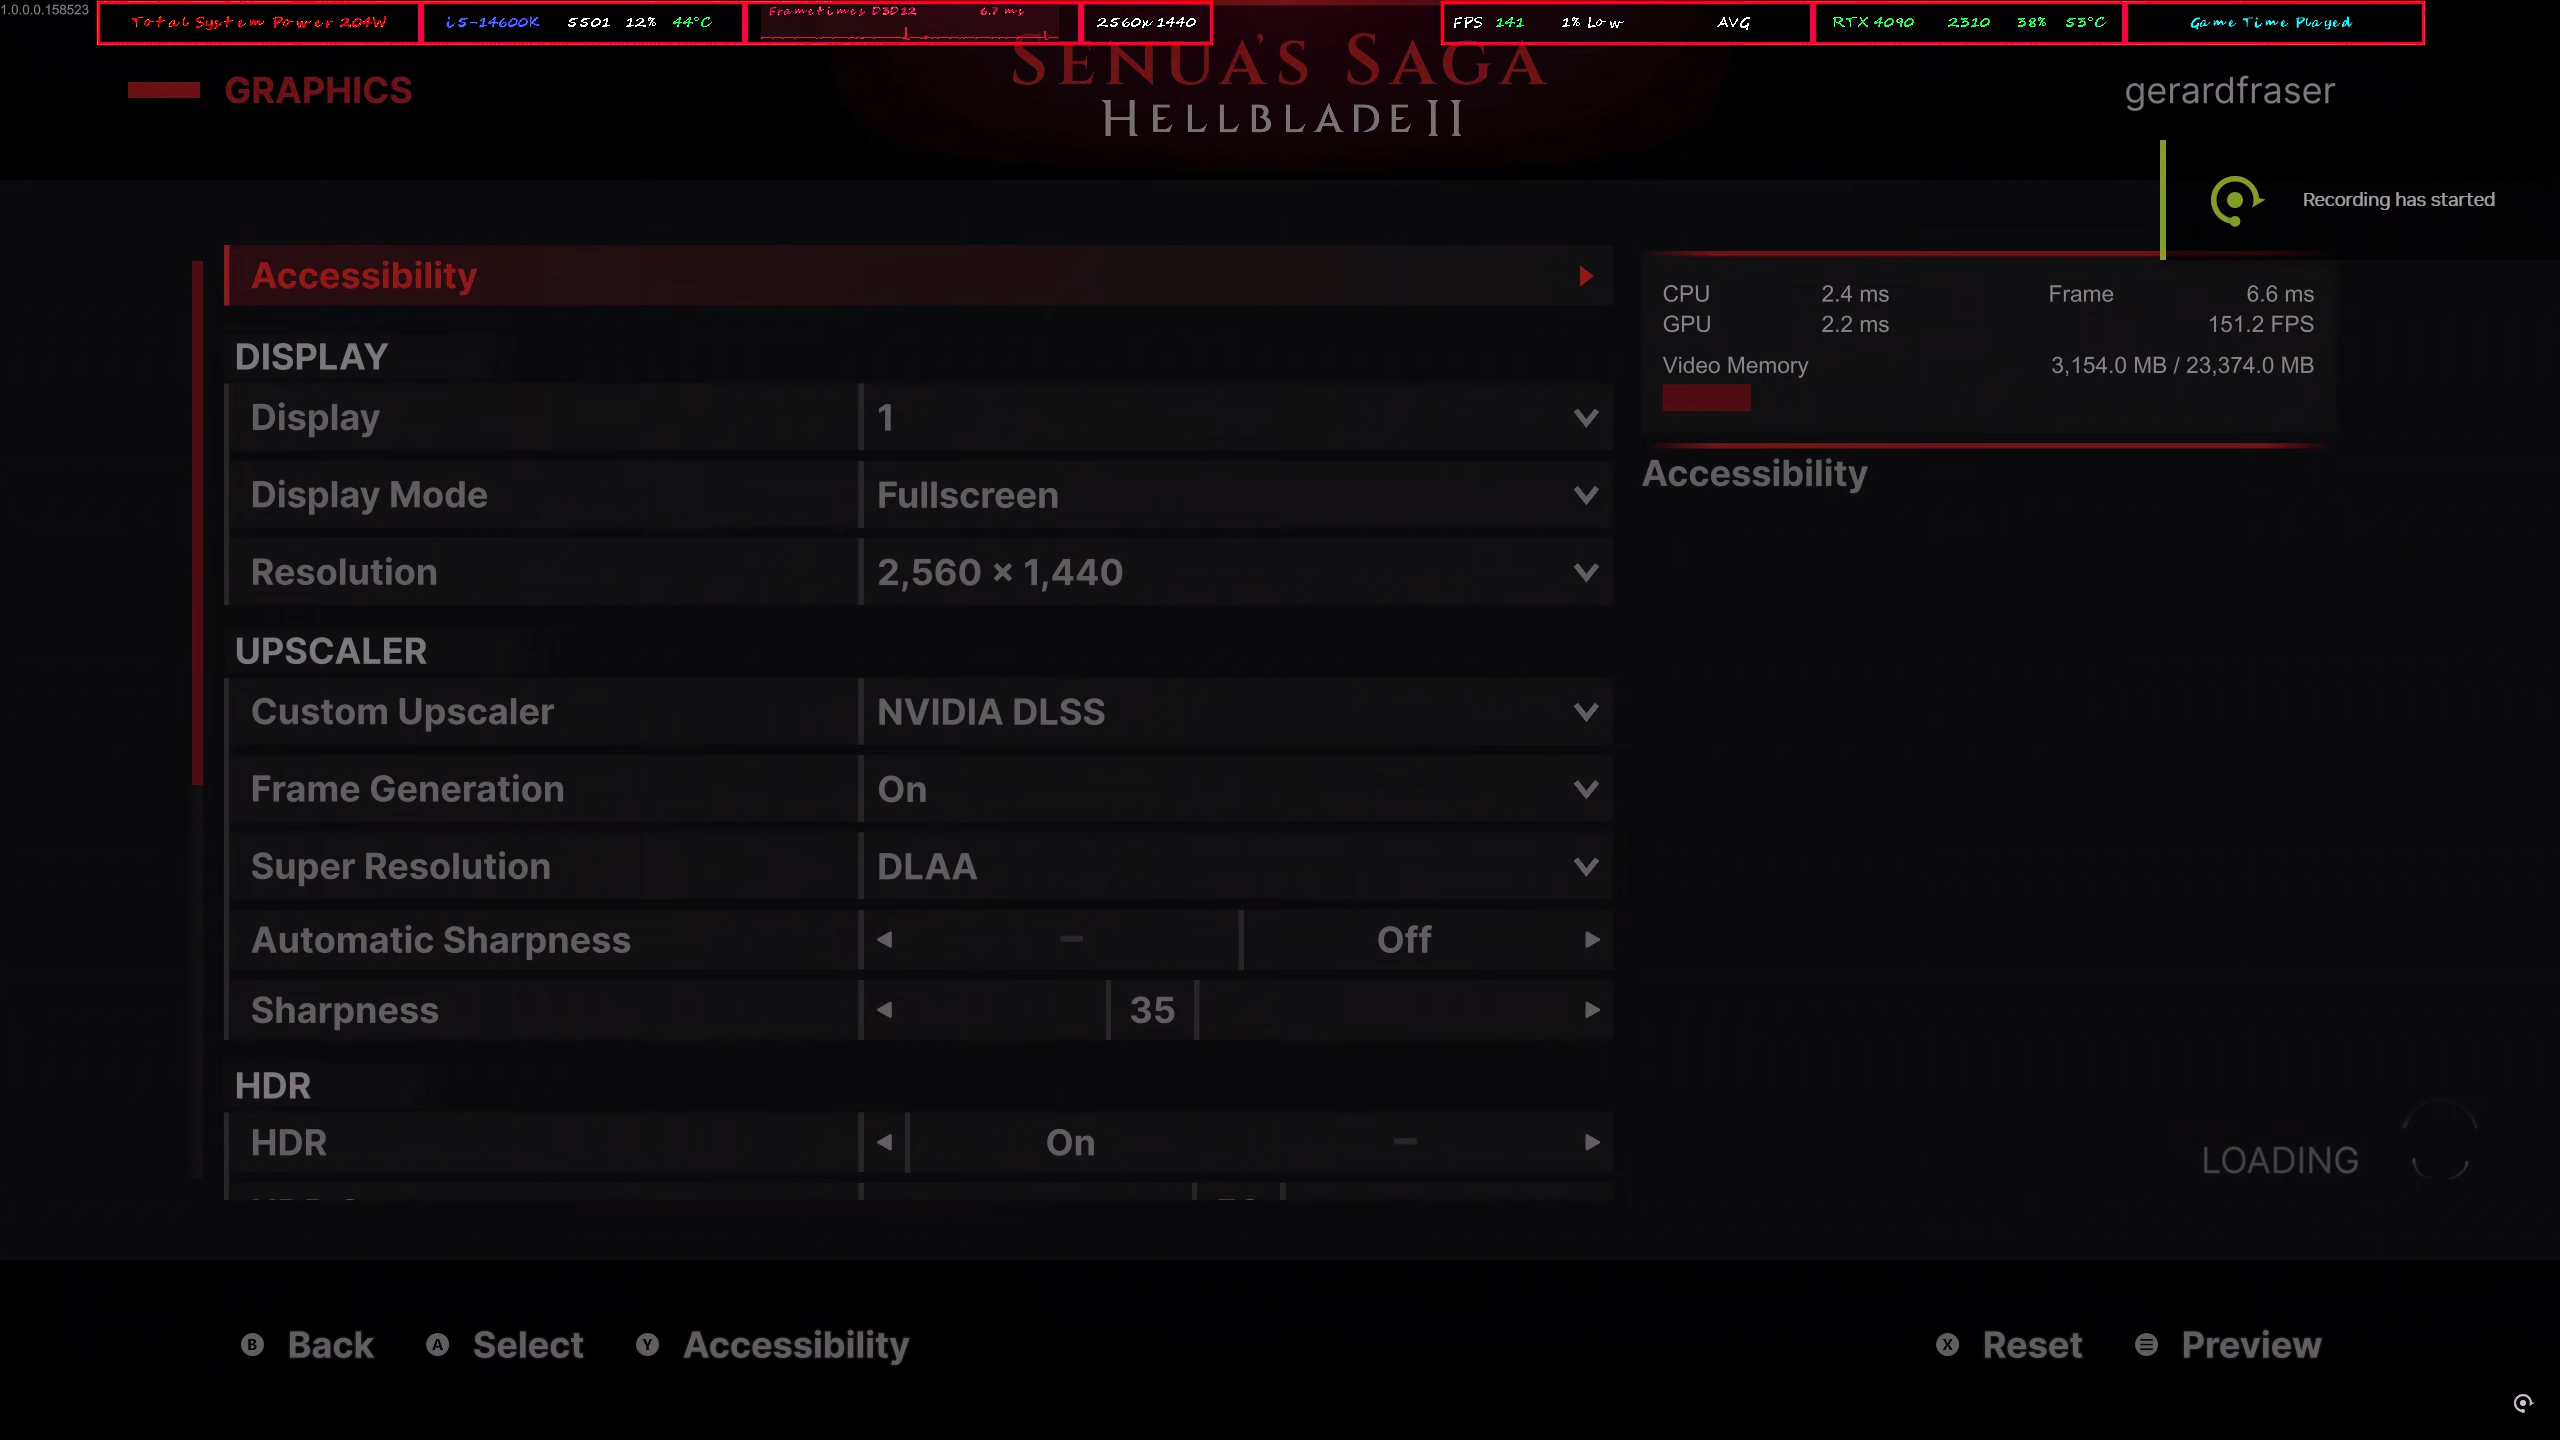 1.0.0.0.158523
Total System Power 204W
i5-14600K 5501 12% 44°C
Frametimes D3D12 6.7 ms
2560x1440
FPS 141 1% Low AVG
RTX 4090 2310 38% 53°C
Game Time Played
GRAPHICS
SENUA'S SAGA
HELLBLADE II
gerardfraser
Recording has started
Accessibility
CPU 2.4 ms Frame 6.6 ms
GPU 2.2 ms 151.2 FPS
Video Memory 3,154.0 MB / 23,374.0 MB
Accessibility
DISPLAY
Display 1
Display Mode Fullscreen
Resolution 2,560 × 1,440
UPSCALER
Custom Upscaler NVIDIA DLSS
Frame Generation On
Super Resolution DLAA
Automatic Sharpness Off
Sharpness 35
HDR
HDR On
LOADING
B Back A Select Y Accessibility
X Reset Preview